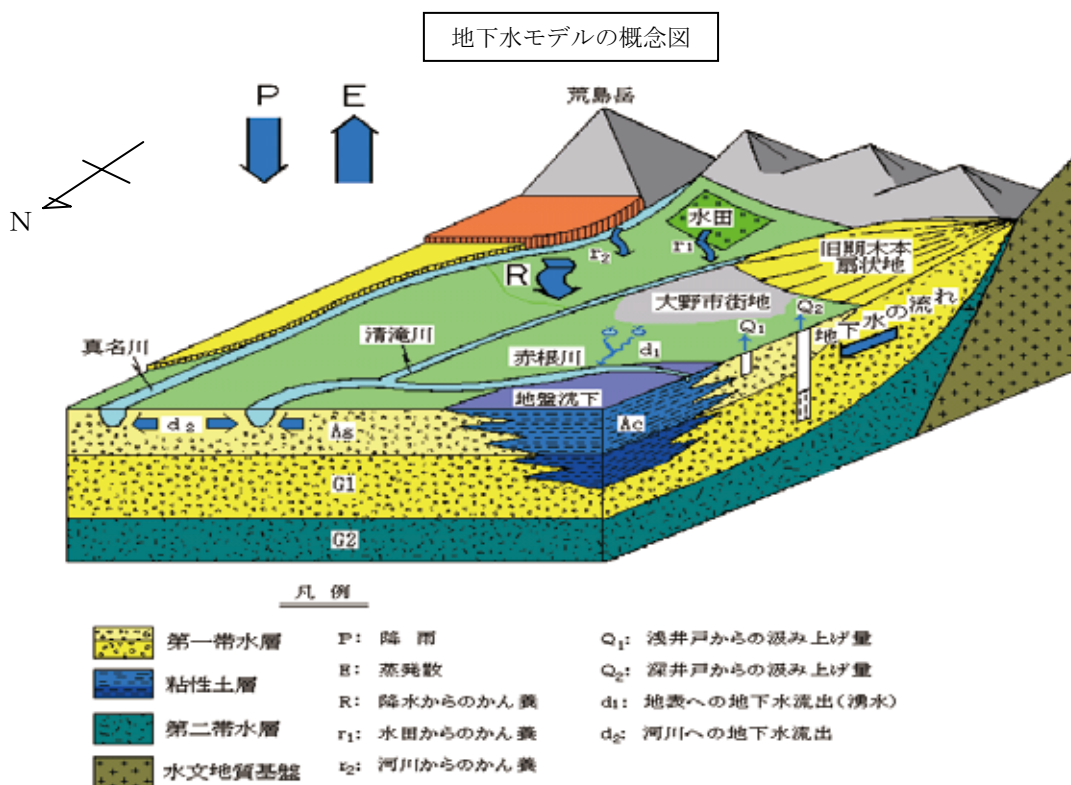 地下水モデルの概念図
荒島岳
P E
N
水田
r₂ r₁
R
旧期木本
扇状地
大野市街地
Q₁ Q₂
地下水の流れ
真名川
清滝川
赤根川
d₁
地盤沈下
d₂
As
Ac
G1
G2
凡 例
第一帯水層
粘性土層
第二帯水層
水文地質基盤
P: 降 雨
E: 蒸発散
R: 降水からのかん養
r₁: 水田からのかん養
r₂: 河川からのかん養
Q₁: 浅井戸からの汲み上げ量
Q₂: 深井戸からの汲み上げ量
d₁: 地表への地下水流出(湧水)
d₂: 河川への地下水流出